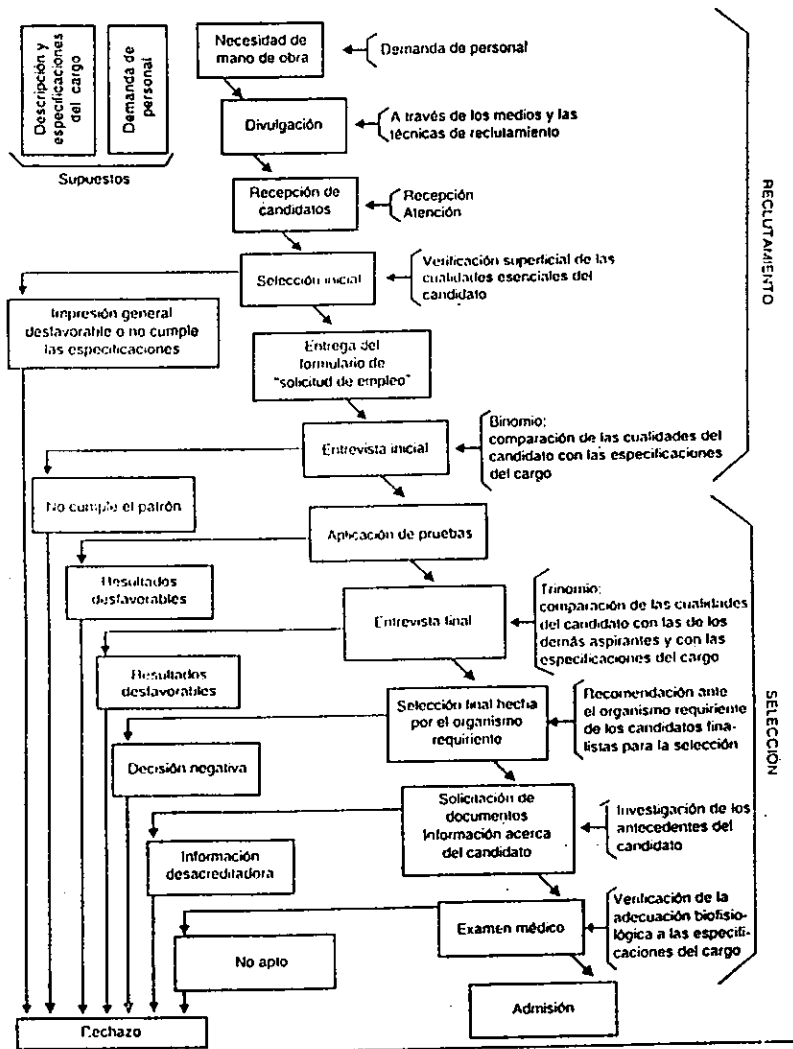 Descripción y
especificaciones
del cargo
Demanda de
personal
Supuestos
Necesidad de
mano de obra
Demanda de personal
Divulgación
A través de los medios y las
técnicas de reclutamiento
Recepción de
candidatos
Recepción
Atención
Selección inicial
Verificación superficial de las
cualidades esenciales del
candidato
Impresión general
desfavorable o no cumple
las especificaciones
Entrega del
formulario de
"solicitud de empleo"
Entrevista inicial
Binomio:
comparación de las cualidades del
candidato con las especificaciones
del cargo
RECLUTAMIENTO
No cumple el patrón
Aplicación de pruebas
Resultados
desfavorables
Entrevista final
Trinomio:
comparación de las cualidades
del candidato con las de los
demás aspirantes y con las
especificaciones del cargo
Resultados
desfavorables
Selección final hecha
por el organismo
requiriente
Recomendación ante
el organismo requiriente
de los candidatos fina-
listas para la selección
Decisión negativa
Solicitación de
documentos
Información acerca
del candidato
Investigación de los
antecedentes del
candidato
Información
desacreditadora
Examen médico
Verificación de la
adecuación biofisio-
lógica a las especifi-
caciones del cargo
SELECCIÓN
No apto
Admisión
Rechazo